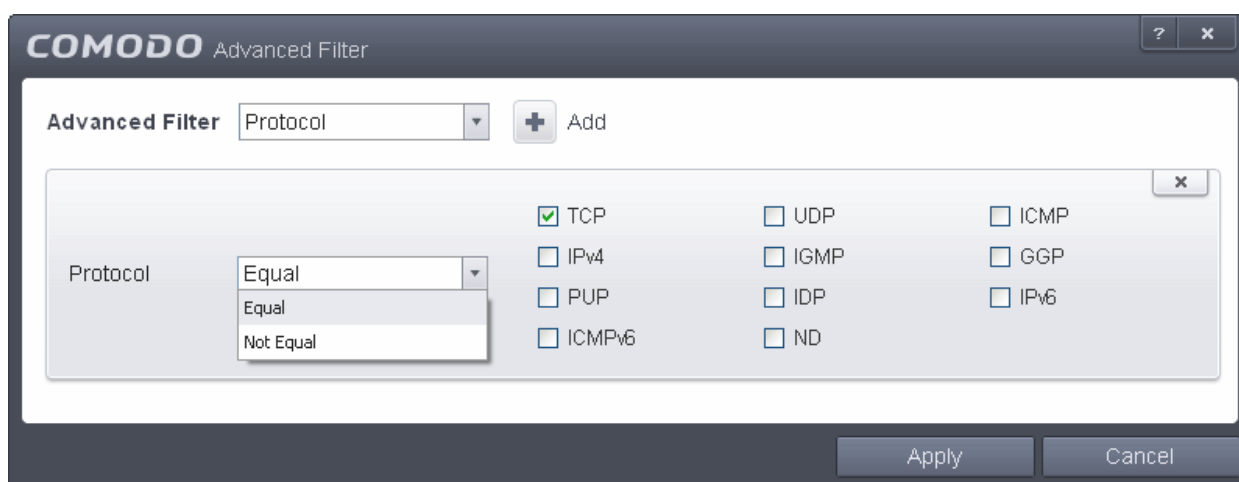 COMODO Advanced Filter ? x
Advanced Filter Protocol + Add
x
TCP UDP ICMP
IPv4 IGMP GGP
Protocol Equal
PUP IDP IPv6
Equal
ICMPv6 ND
Not Equal
Apply Cancel